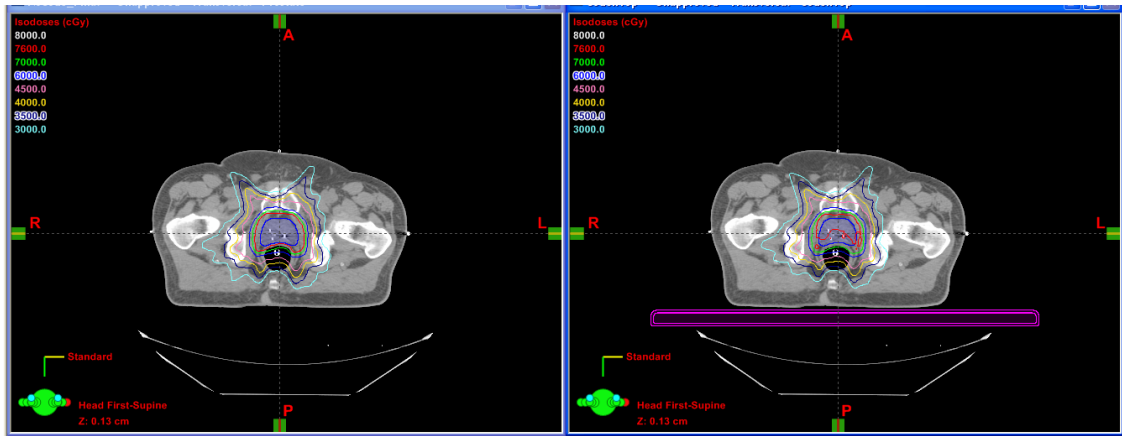 Isodoses (cGy)
8000.0
7600.0
7000.0
6000.0
4500.0
4000.0
3500.0
3000.0
A
R
L
Standard
Head First-Supine
Z: 0.13 cm
P
Isodoses (cGy)
8000.0
7600.0
7000.0
6000.0
4500.0
4000.0
3500.0
3000.0
A
R
L
Standard
Head First-Supine
Z: 0.13 cm
P